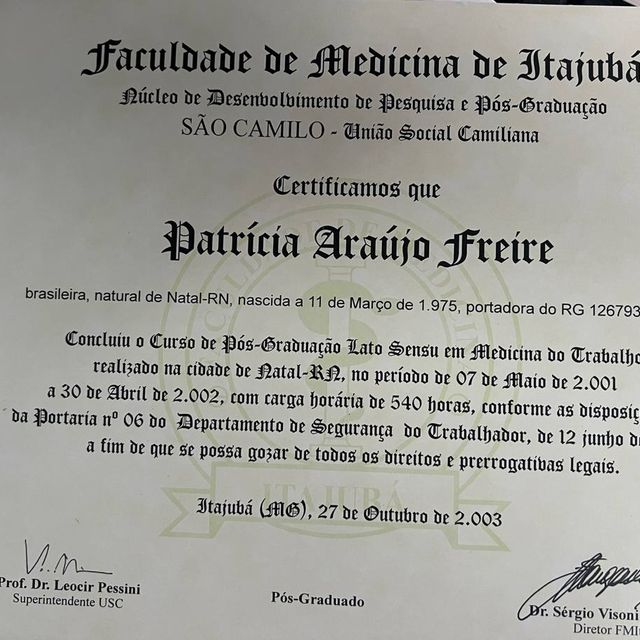 Faculdade de Medicina de Itajubá
Núcleo de Desenvolvimento de Pesquisa e Pós-Graduação
SÃO CAMILO - União Social Camiliana
Certificamos que
Patrícia Araújo Freire
brasileira, natural de Natal-RN, nascida a 11 de Março de 1.975, portadora do RG 126793
Concluiu o Curso de Pós-Graduação Lato Sensu em Medicina do Trabalho
realizado na cidade de Natal-RN, no período de 07 de Maio de 2.001
a 30 de Abril de 2.002, com carga horária de 540 horas, conforme as disposiç
da Portaria nº 06 do Departamento de Segurança do Trabalhador, de 12 junho d
a fim de que se possa gozar de todos os direitos e prerrogativas legais.
ITAJUBÁ
Itajubá (MG), 27 de Outubro de 2.003
Prof. Dr. Leocir Pessini
Superintendente USC
Pós-Graduado
Dr. Sérgio Visoni
Diretor FMI